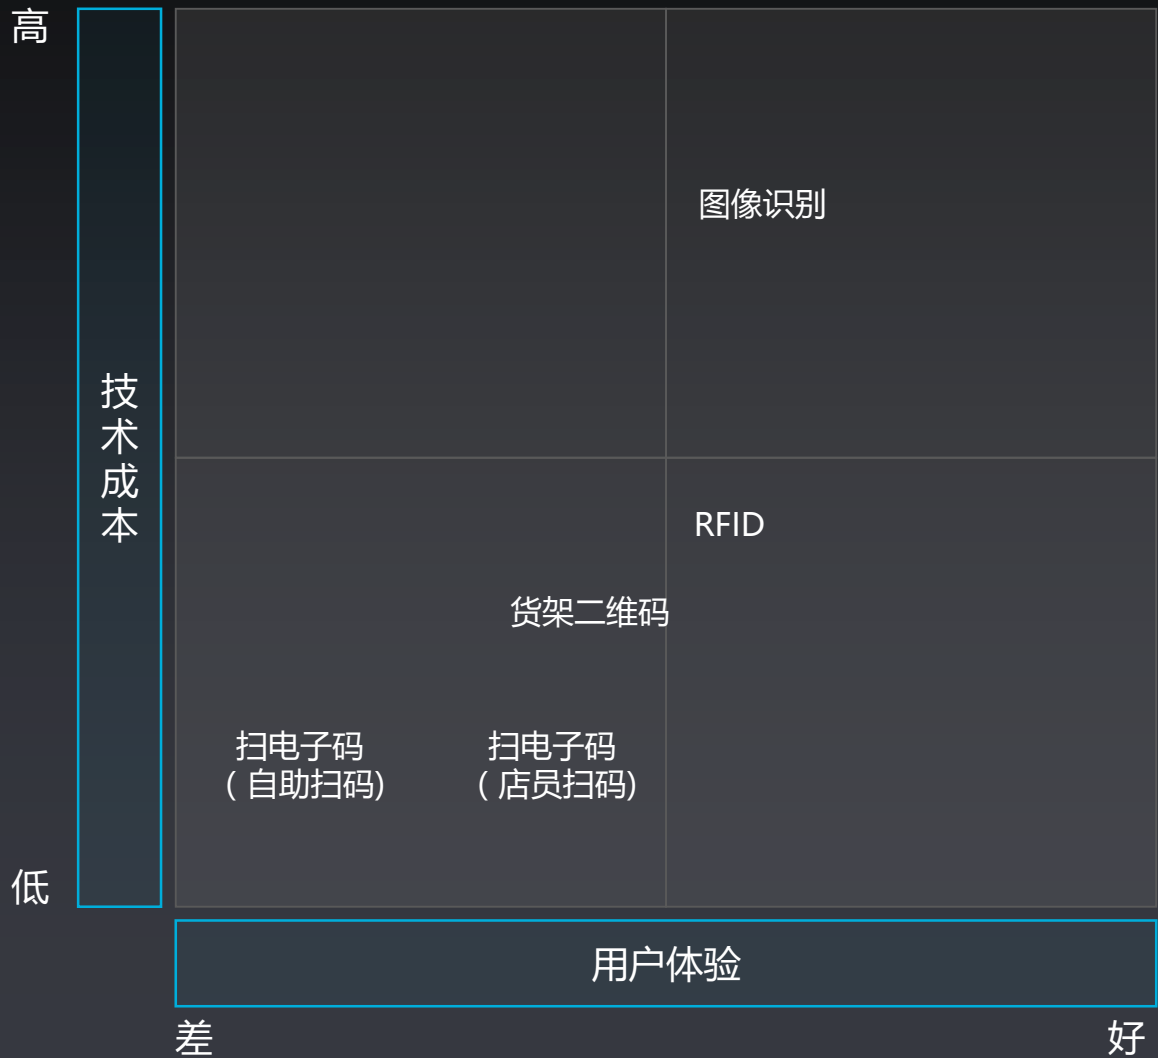 高
图像识别
技术成本
RFID
货架二维码
扫电子码
(自助扫码)
扫电子码
(店员扫码)
低
用户体验
差
好